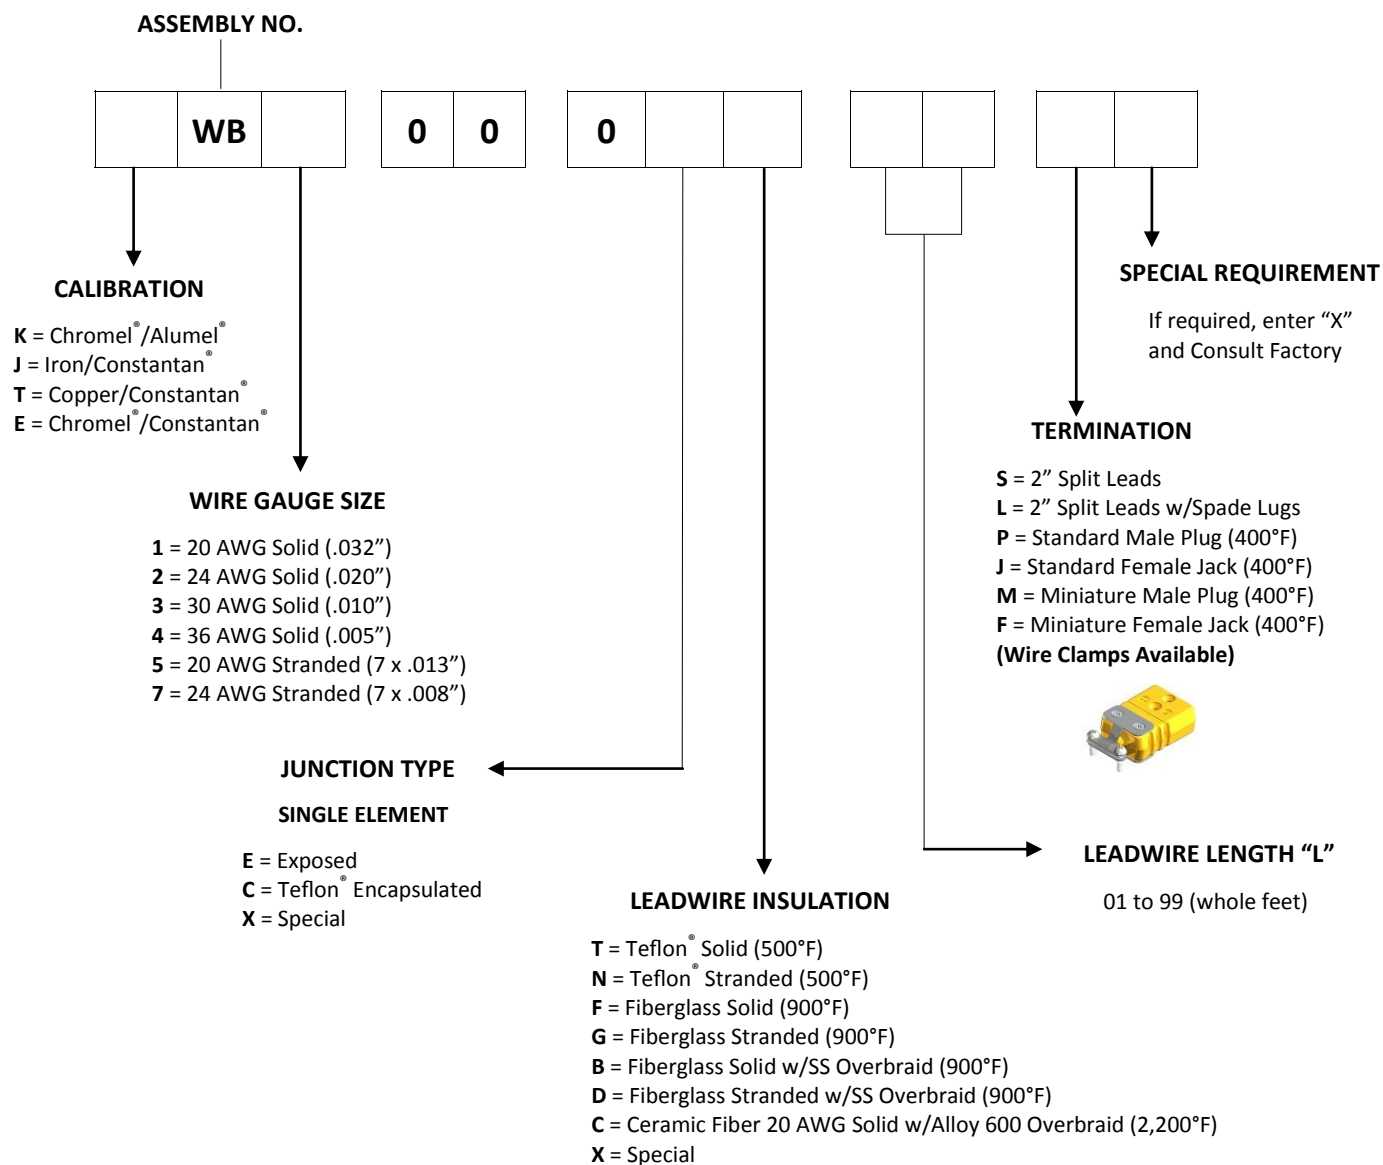 ASSEMBLY NO.
WB 0 0 0
CALIBRATION
K = Chromel®/Alumel®
J = Iron/Constantan®
T = Copper/Constantan®
E = Chromel®/Constantan®
SPECIAL REQUIREMENT
If required, enter “X”
and Consult Factory
WIRE GAUGE SIZE
1 = 20 AWG Solid (.032”)
2 = 24 AWG Solid (.020”)
3 = 30 AWG Solid (.010”)
4 = 36 AWG Solid (.005”)
5 = 20 AWG Stranded (7 x .013”)
7 = 24 AWG Stranded (7 x .008”)
TERMINATION
S = 2” Split Leads
L = 2” Split Leads w/Spade Lugs
P = Standard Male Plug (400°F)
J = Standard Female Jack (400°F)
M = Miniature Male Plug (400°F)
F = Miniature Female Jack (400°F)
(Wire Clamps Available)
JUNCTION TYPE
SINGLE ELEMENT
E = Exposed
C = Teflon® Encapsulated
X = Special
LEADWIRE LENGTH “L”
01 to 99 (whole feet)
LEADWIRE INSULATION
T = Teflon® Solid (500°F)
N = Teflon® Stranded (500°F)
F = Fiberglass Solid (900°F)
G = Fiberglass Stranded (900°F)
B = Fiberglass Solid w/SS Overbraid (900°F)
D = Fiberglass Stranded w/SS Overbraid (900°F)
C = Ceramic Fiber 20 AWG Solid w/Alloy 600 Overbraid (2,200°F)
X = Special